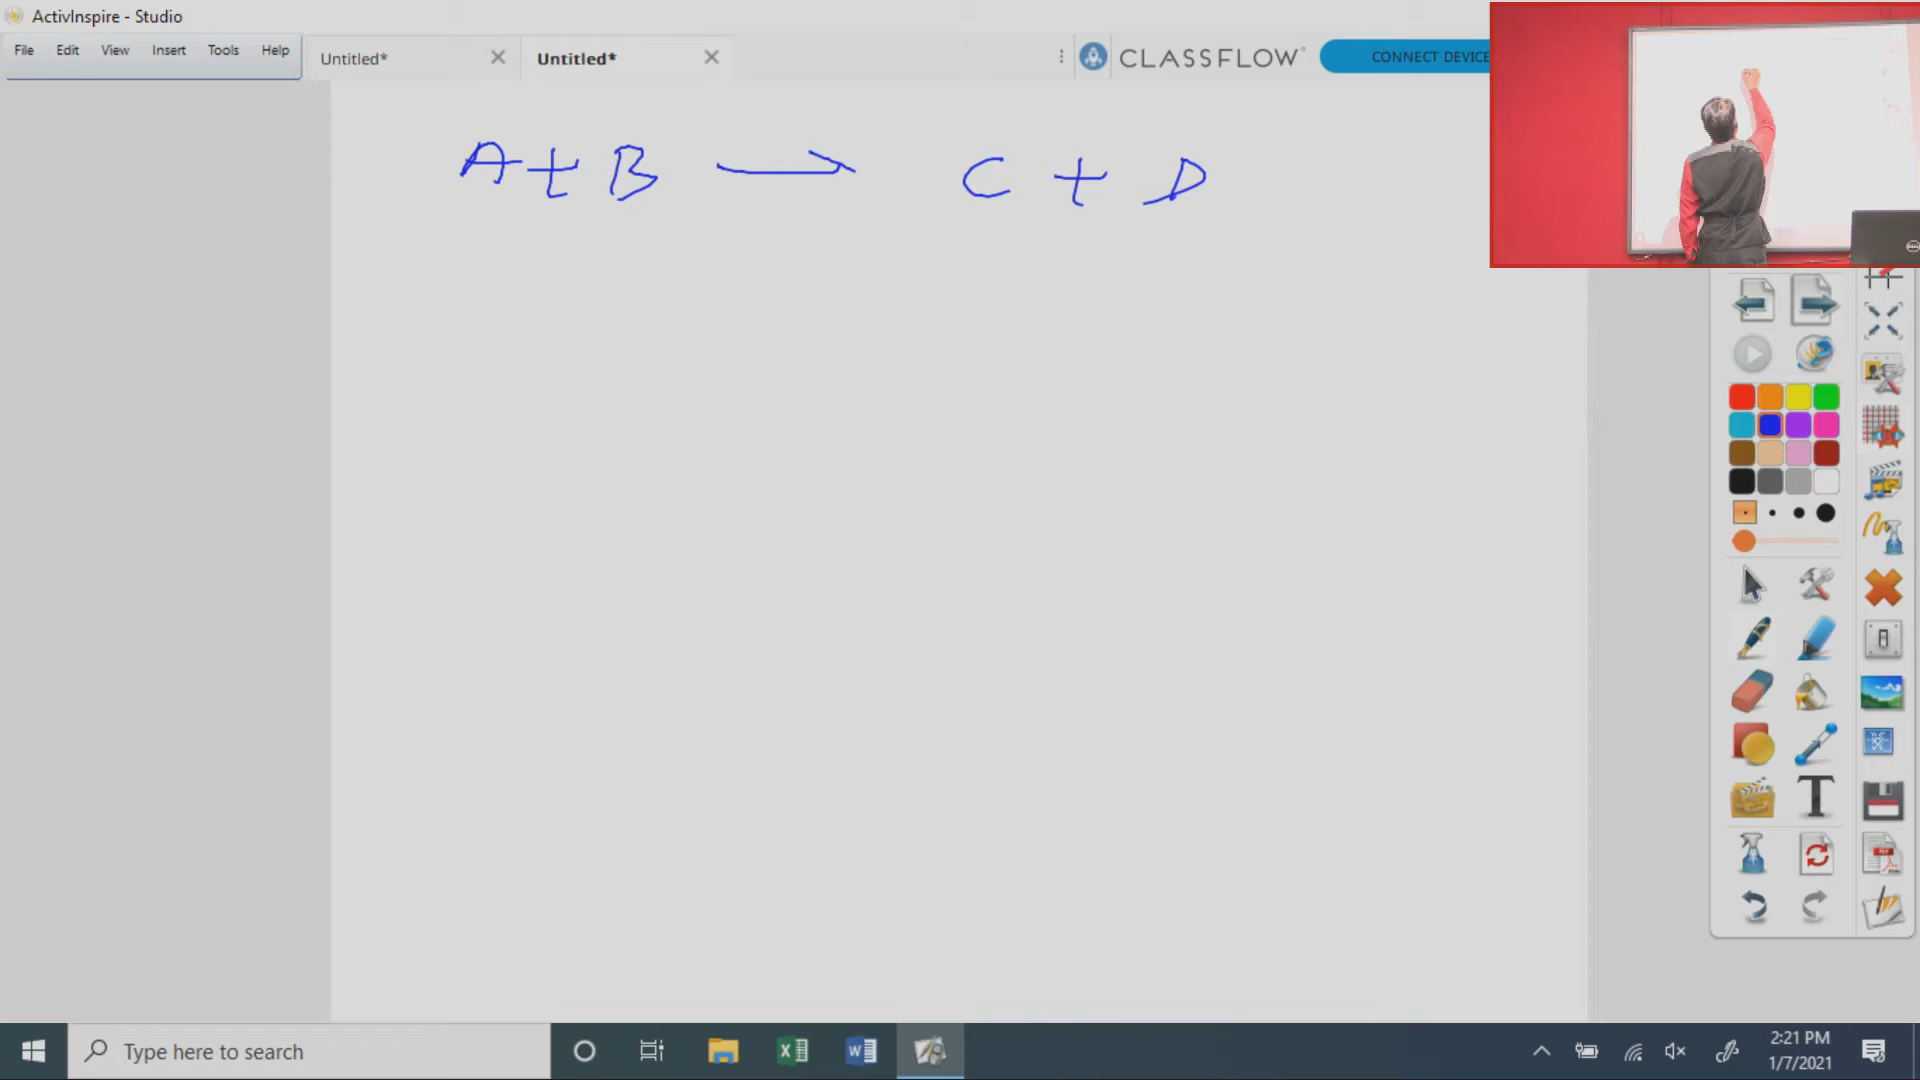 ActivInspire - Studio
File Edit View Insert Tools Help
Untitled* Untitled*
CLASSFLOW CONNECT DEVICE
A + B ⟶ C + D
T
PDF
Type here to search
2:21 PM
1/7/2021